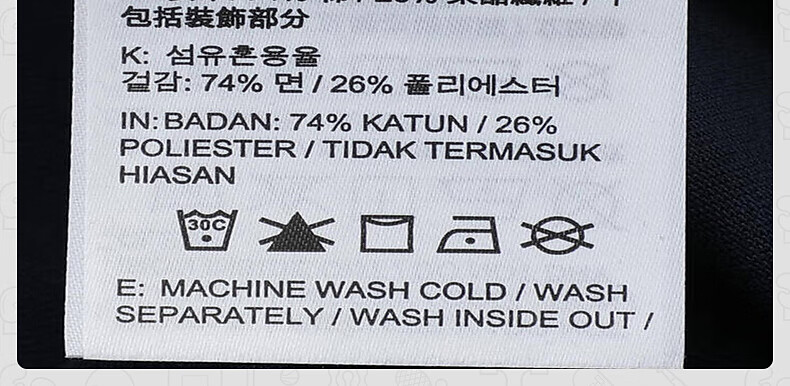 包括裝飾部分
K: 섬유혼용율
겉감: 74% 면 / 26% 폴리에스터
IN: BADAN: 74% KATUN / 26%
POLIESTER / TIDAK TERMASUK
HIASAN
30C
E: MACHINE WASH COLD / WASH
SEPARATELY / WASH INSIDE OUT /